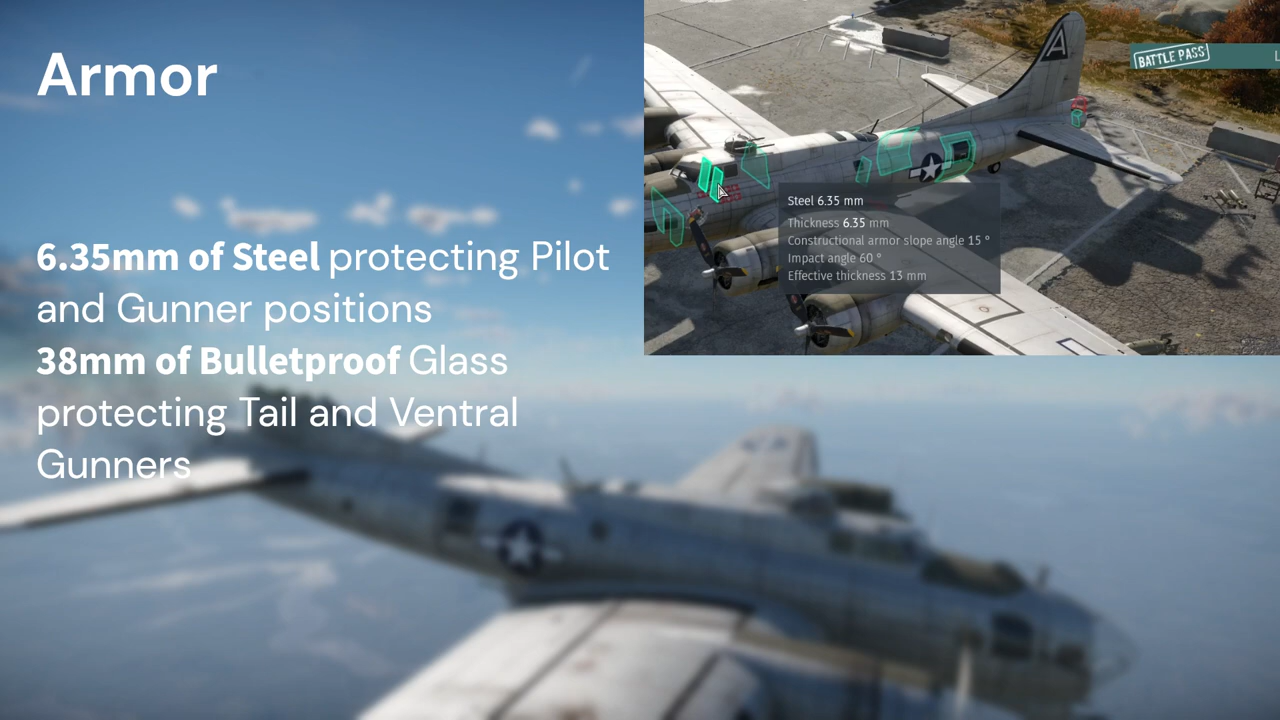 Armor
6.35mm of Steel protecting Pilot
and Gunner positions
38mm of Bulletproof Glass
protecting Tail and Ventral
Gunners
A
BATTLE PASS
L
Steel 6.35 mm
Thickness 6.35 mm
Constructional armor slope angle 15 °
Impact angle 60 °
Effective thickness 13 mm